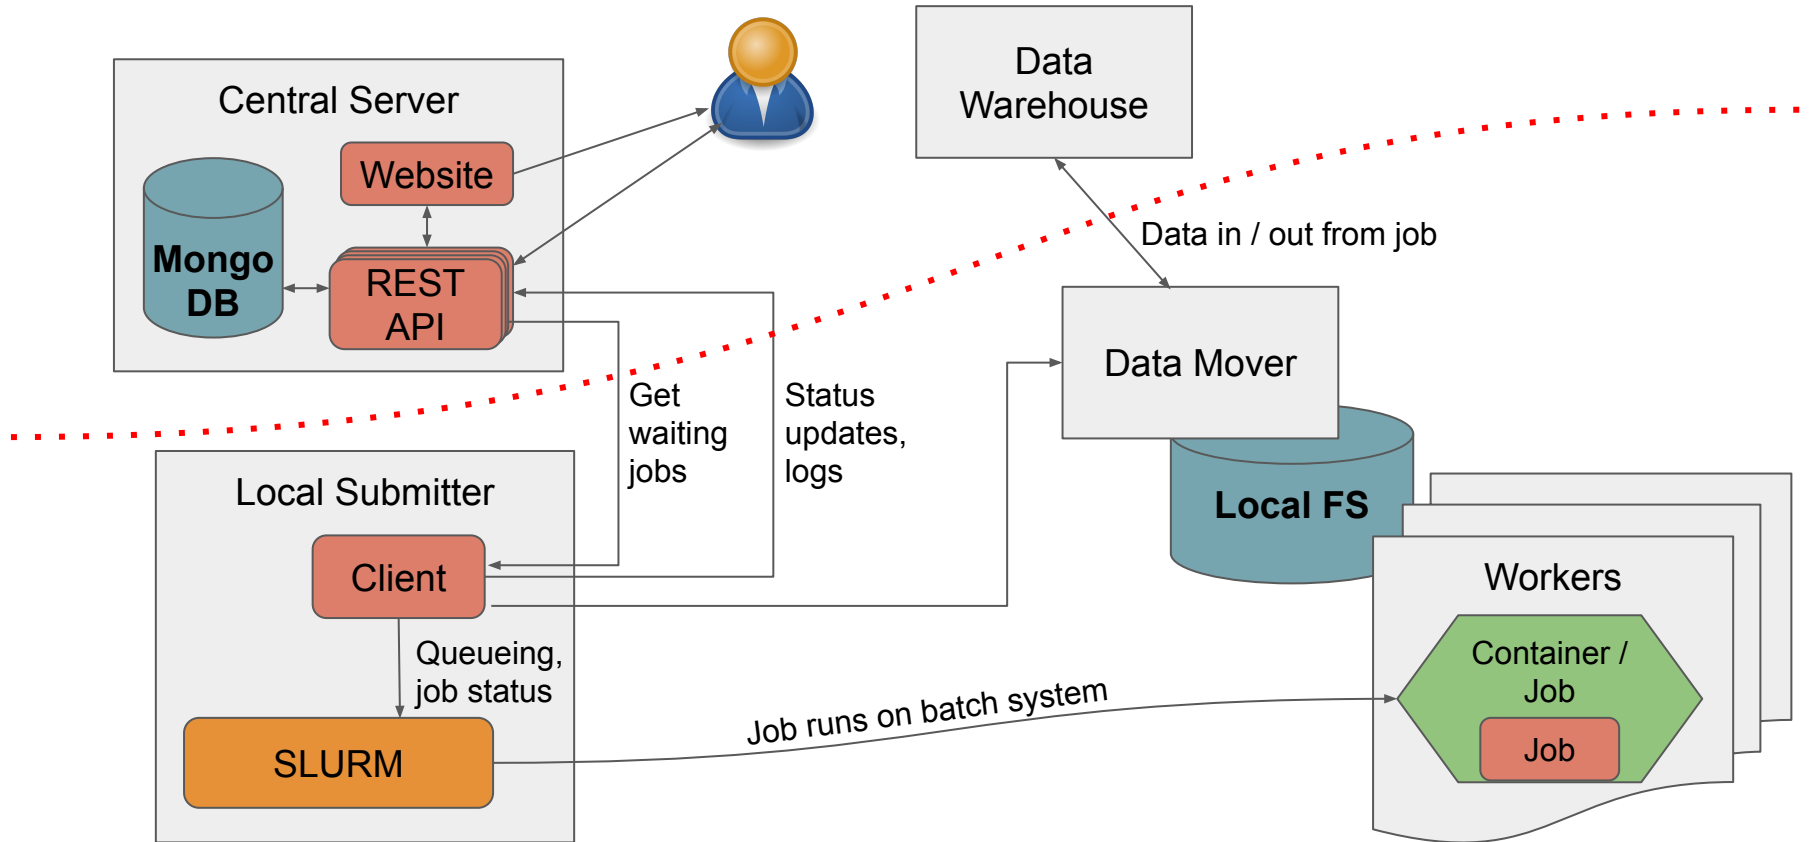 Central Server
Website
Mongo
DB
REST
API
Data
Warehouse
Data in / out from job
Data Mover
Get
waiting
jobs
Status
updates,
logs
Local Submitter
Client
Queueing,
job status
SLURM
Job runs on batch system
Local FS
Workers
Container /
Job
Job